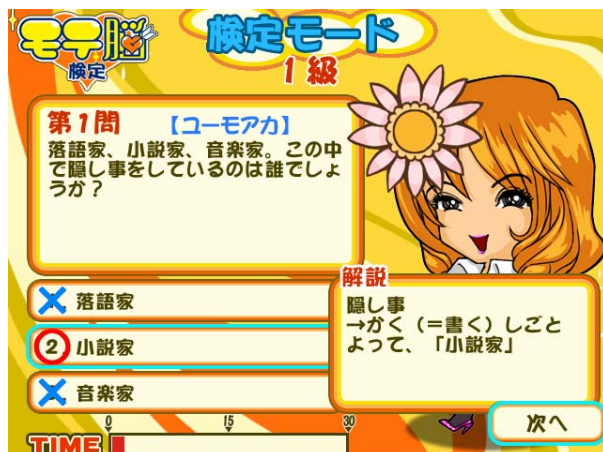 モテ脳
検定
検定モード
1級
第1問 【ユーモアカ】
落語家、小説家、音楽家。この中
で隠し事をしているのは誰でしょ
うか？
落語家
2 小説家
音楽家
解説
隠し事
→かく（＝書く）しごと
よって、「小説家」
次へ
0 15 30
TIME